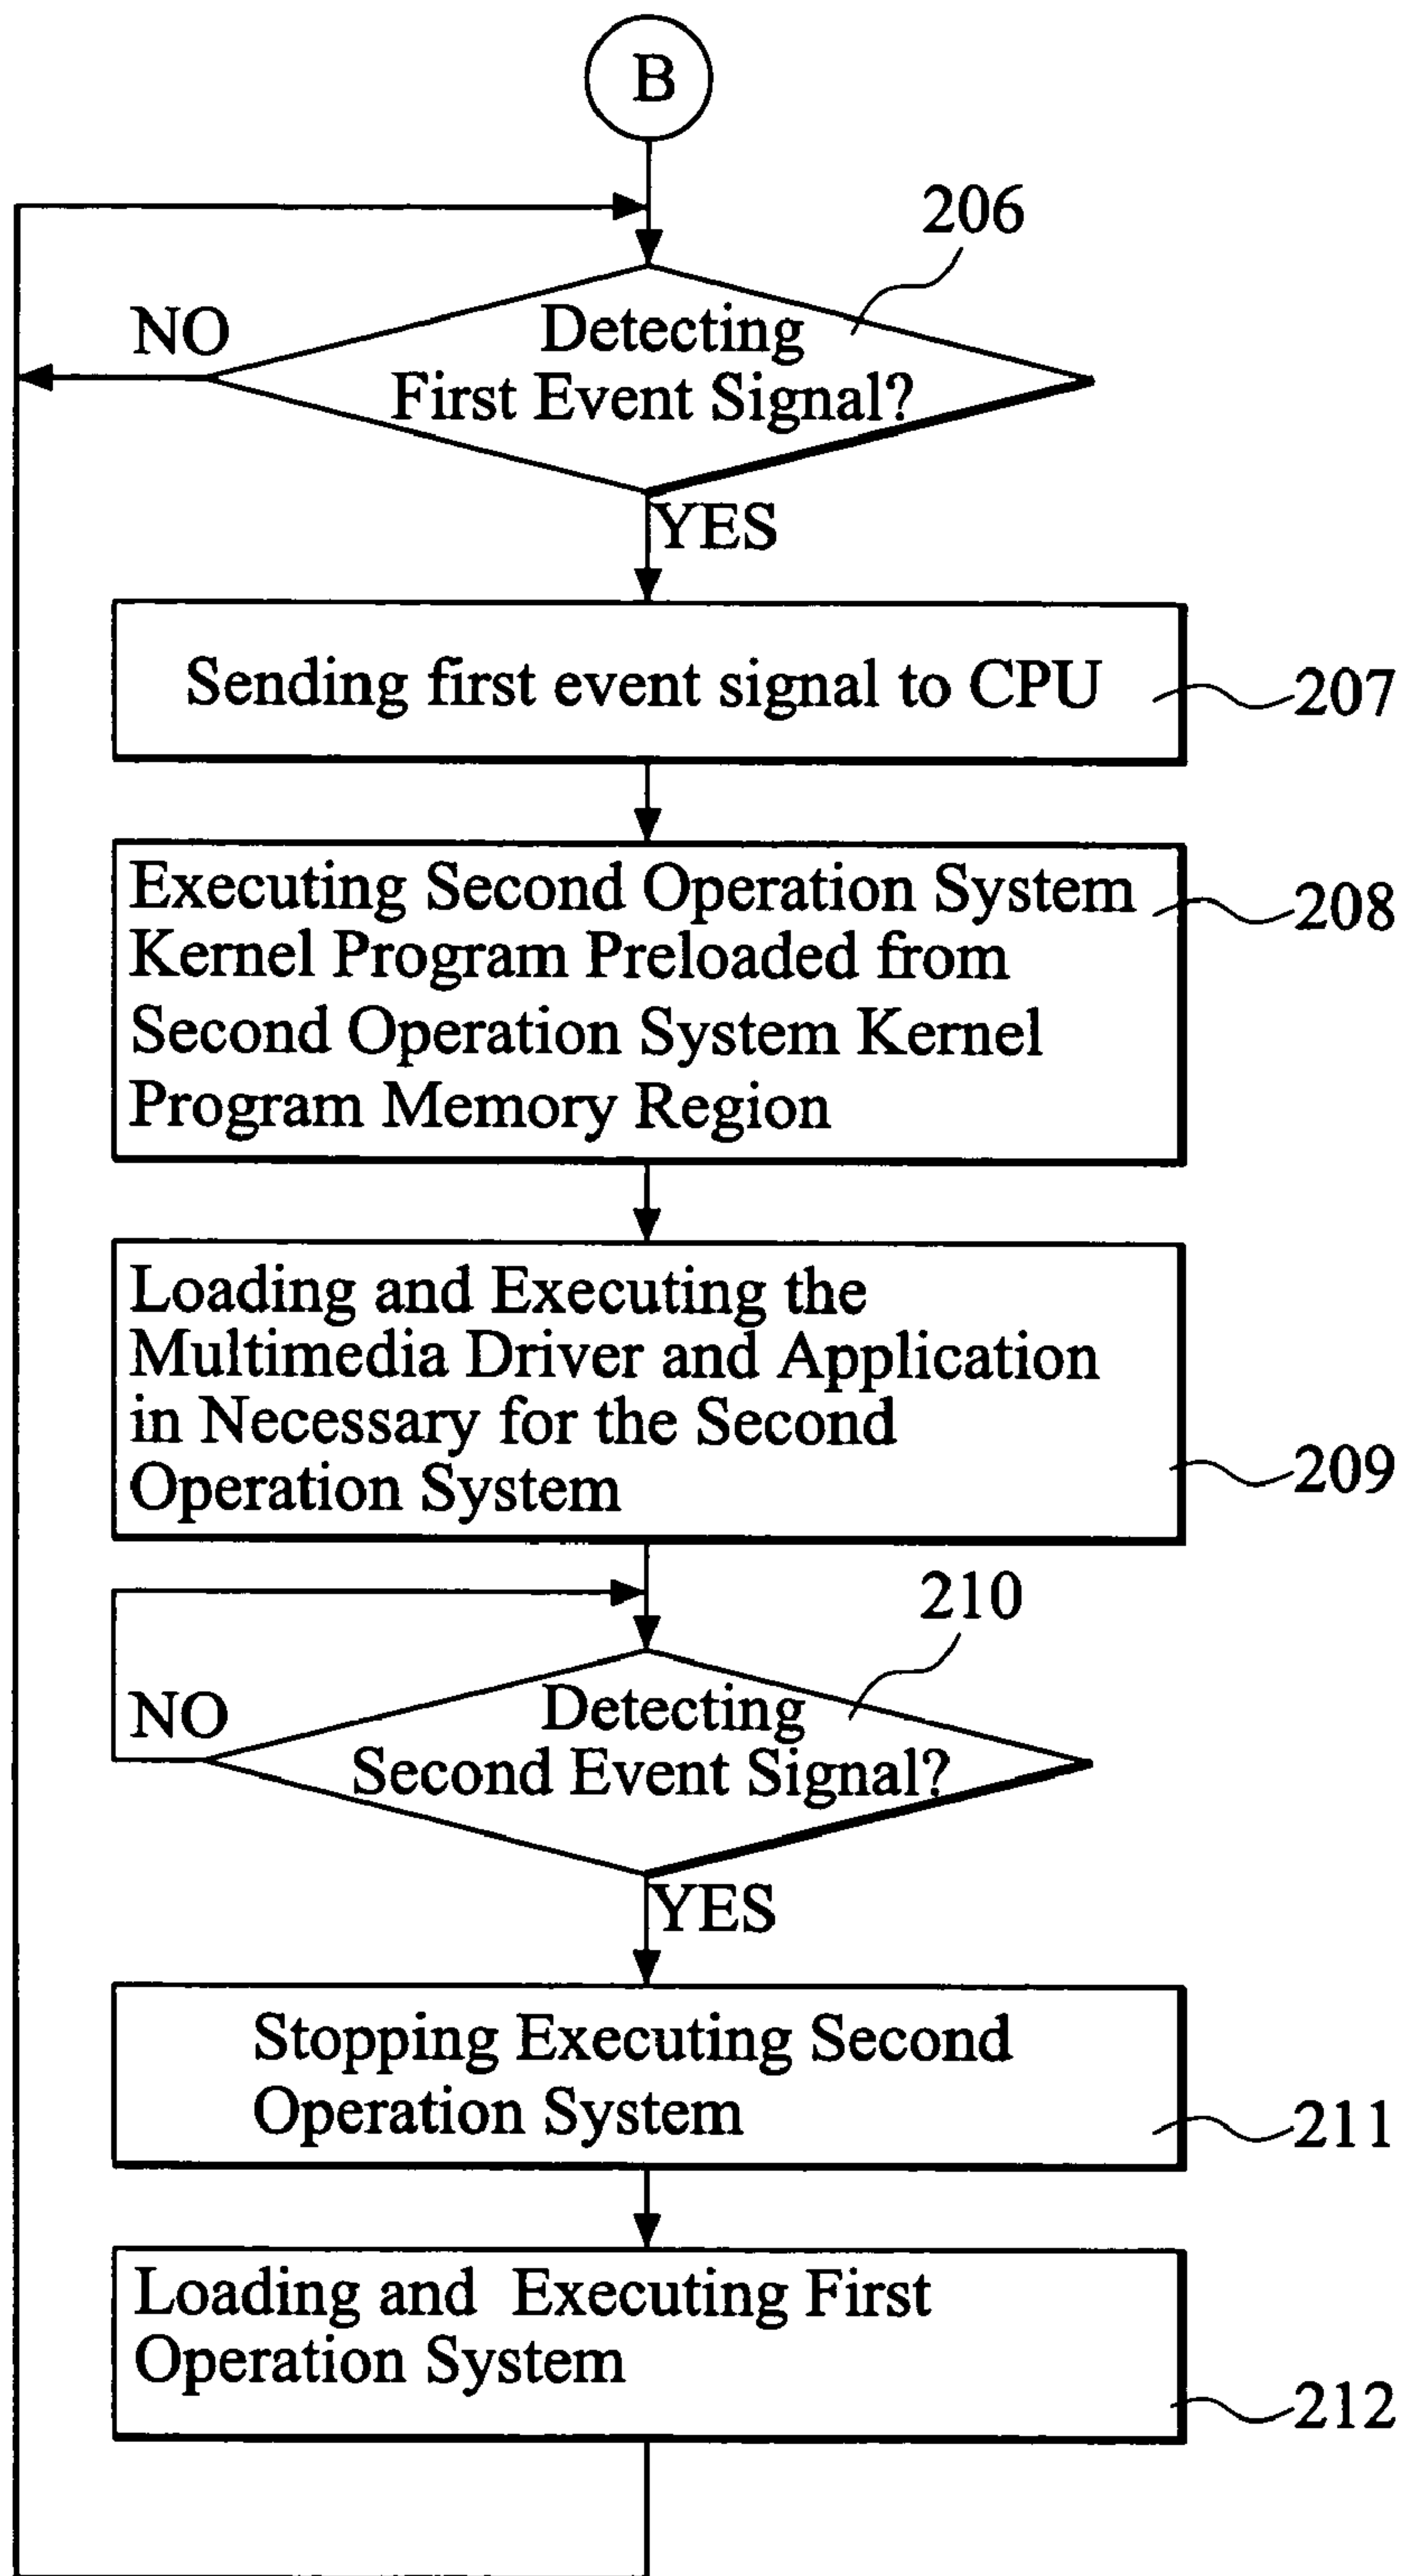 B
206
NO
Detecting
First Event Signal?
YES
Sending first event signal to CPU
207
Executing Second Operation System
Kernel Program Preloaded from
Second Operation System Kernel
Program Memory Region
208
Loading and Executing the
Multimedia Driver and Application
in Necessary for the Second
Operation System
209
210
NO
Detecting
Second Event Signal?
YES
Stopping Executing Second
Operation System
211
Loading and Executing First
Operation System
212